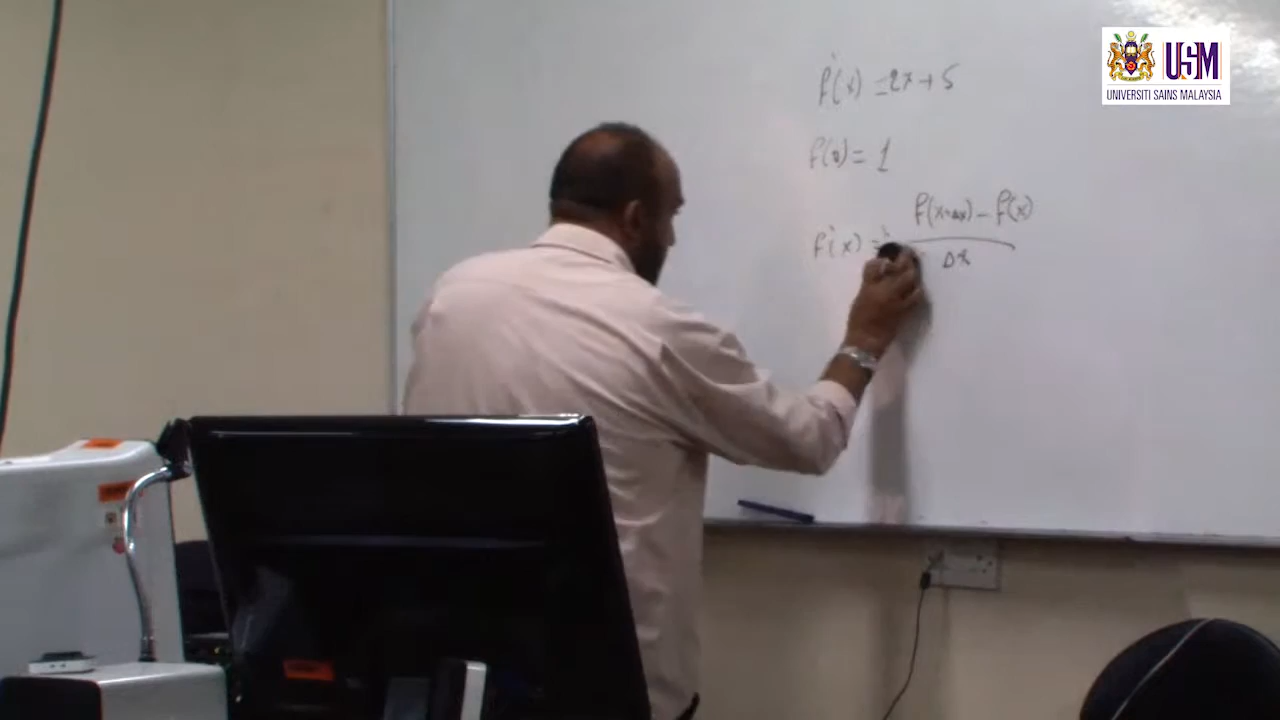 f'(x) = 2x + 5
f(0) = 1
f(x+Δx) - f(x)
f'(x) =
Δx
USM
UNIVERSITI SAINS MALAYSIA